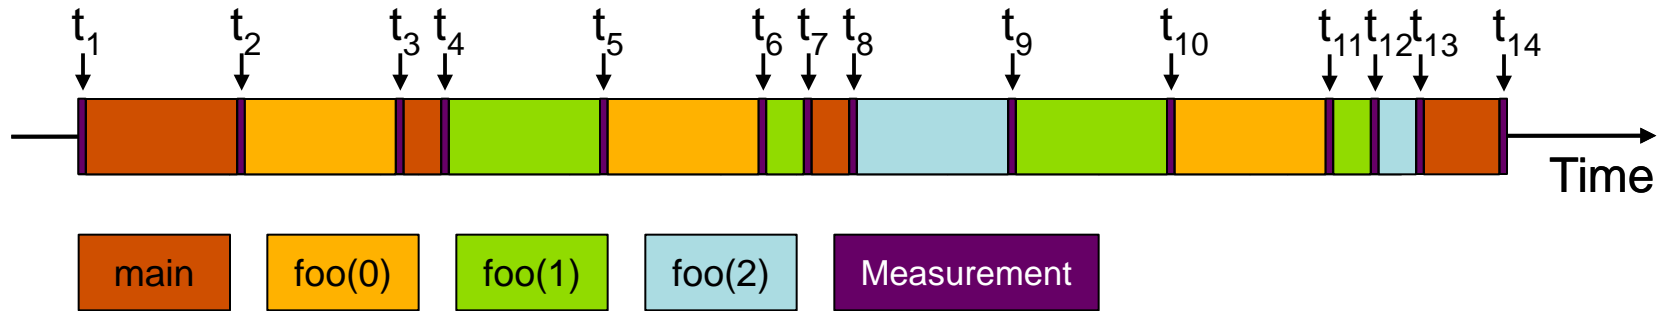 t₁ t₂ t₃ t₄ t₅ t₆ t₇ t₈ t₉ t₁₀ t₁₁ t₁₂ t₁₃ t₁₄
Time
main foo(0) foo(1) foo(2) Measurement